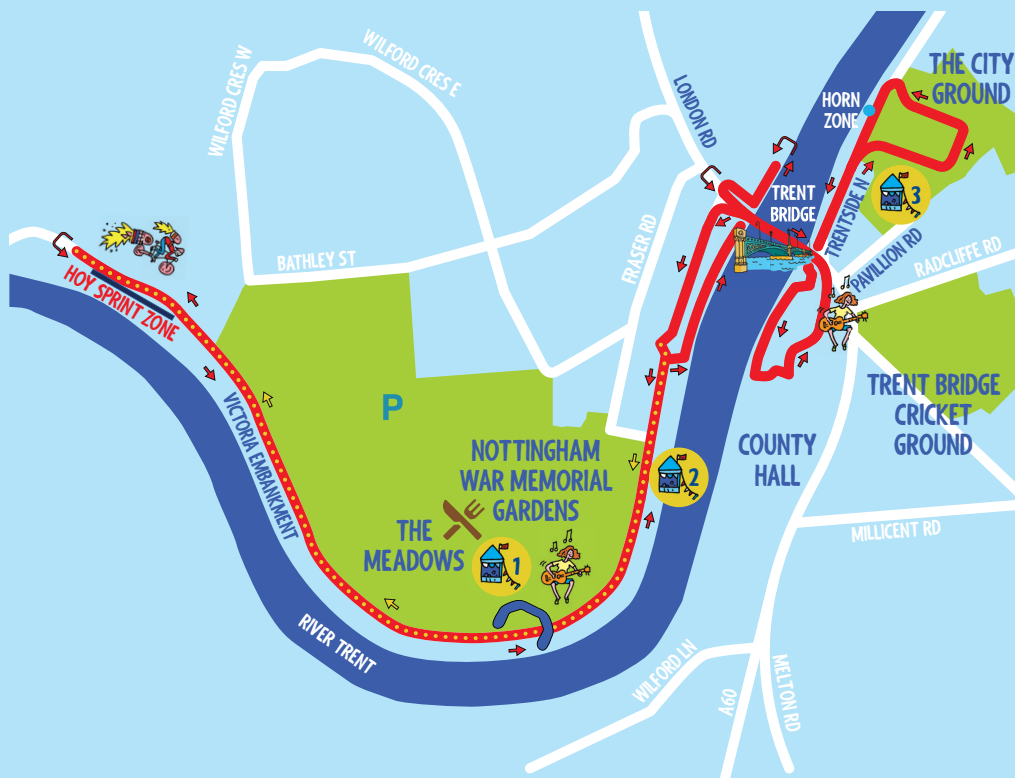 WILFORD CRES W
WILFORD CRES E
LONDON RD
THE CITY
GROUND
HORN
ZONE
TRENT
BRIDGE
3
TRENTSIDE N
PAVILLION RD
RADCLIFFE RD
FRASER RD
BATHLEY ST
HOY SPRINT ZONE
VICTORIA EMBANKMENT
P
TRENT BRIDGE
CRICKET
GROUND
COUNTY
HALL
NOTTINGHAM
WAR MEMORIAL
GARDENS
2
THE
MEADOWS
1
MILLICENT RD
RIVER TRENT
WILFORD LN
A60
MELTON RD